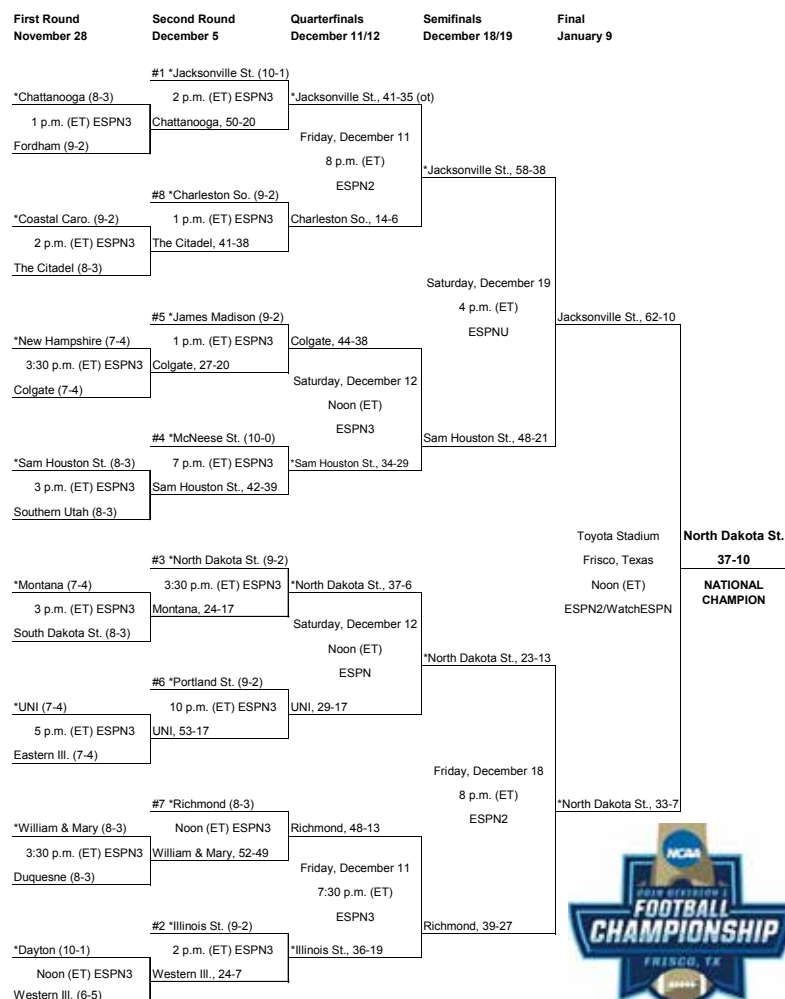 First Round
November 28
Second Round
December 5
Quarterfinals
December 11/12
Semifinals
December 18/19
Final
January 9
#1 *Jacksonville St. (10-1)
*Chattanooga (8-3)
2 p.m. (ET) ESPN3
*Jacksonville St., 41-35 (ot)
1 p.m. (ET) ESPN3
Chattanooga, 50-20
Fordham (9-2)
Friday, December 11
8 p.m. (ET)
ESPN2
*Jacksonville St., 58-38
#8 *Charleston So. (9-2)
*Coastal Caro. (9-2)
1 p.m. (ET) ESPN3
Charleston So., 14-6
2 p.m. (ET) ESPN3
The Citadel, 41-38
The Citadel (8-3)
Saturday, December 19
4 p.m. (ET)
ESPNU
#5 *James Madison (9-2)
Jacksonville St., 62-10
*New Hampshire (7-4)
1 p.m. (ET) ESPN3
Colgate, 44-38
3:30 p.m. (ET) ESPN3
Colgate, 27-20
Colgate (7-4)
Saturday, December 12
Noon (ET)
ESPN3
#4 *McNeese St. (10-0)
Sam Houston St., 48-21
*Sam Houston St. (8-3)
7 p.m. (ET) ESPN3
*Sam Houston St., 34-29
3 p.m. (ET) ESPN3
Sam Houston St., 42-39
Southern Utah (8-3)
Toyota Stadium
Frisco, Texas
Noon (ET)
ESPN2/WatchESPN
North Dakota St.
37-10
NATIONAL
CHAMPION
#3 *North Dakota St. (9-2)
*Montana (7-4)
3:30 p.m. (ET) ESPN3
*North Dakota St., 37-6
3 p.m. (ET) ESPN3
Montana, 24-17
South Dakota St. (8-3)
Saturday, December 12
Noon (ET)
ESPN
*North Dakota St., 23-13
#6 *Portland St. (9-2)
*UNI (7-4)
10 p.m. (ET) ESPN3
UNI, 29-17
5 p.m. (ET) ESPN3
UNI, 53-17
Eastern Ill. (7-4)
Friday, December 18
8 p.m. (ET)
ESPN2
#7 *Richmond (8-3)
*North Dakota St., 33-7
*William & Mary (8-3)
Noon (ET) ESPN3
Richmond, 48-13
3:30 p.m. (ET) ESPN3
William & Mary, 52-49
Duquesne (8-3)
Friday, December 11
7:30 p.m. (ET)
ESPN3
#2 *Illinois St. (9-2)
Richmond, 39-27
*Dayton (10-1)
2 p.m. (ET) ESPN3
*Illinois St., 36-19
Noon (ET) ESPN3
Western Ill., 24-7
Western Ill. (6-5)
NCAA
DIVISION I
FOOTBALL
CHAMPIONSHIP
FRISCO, TX